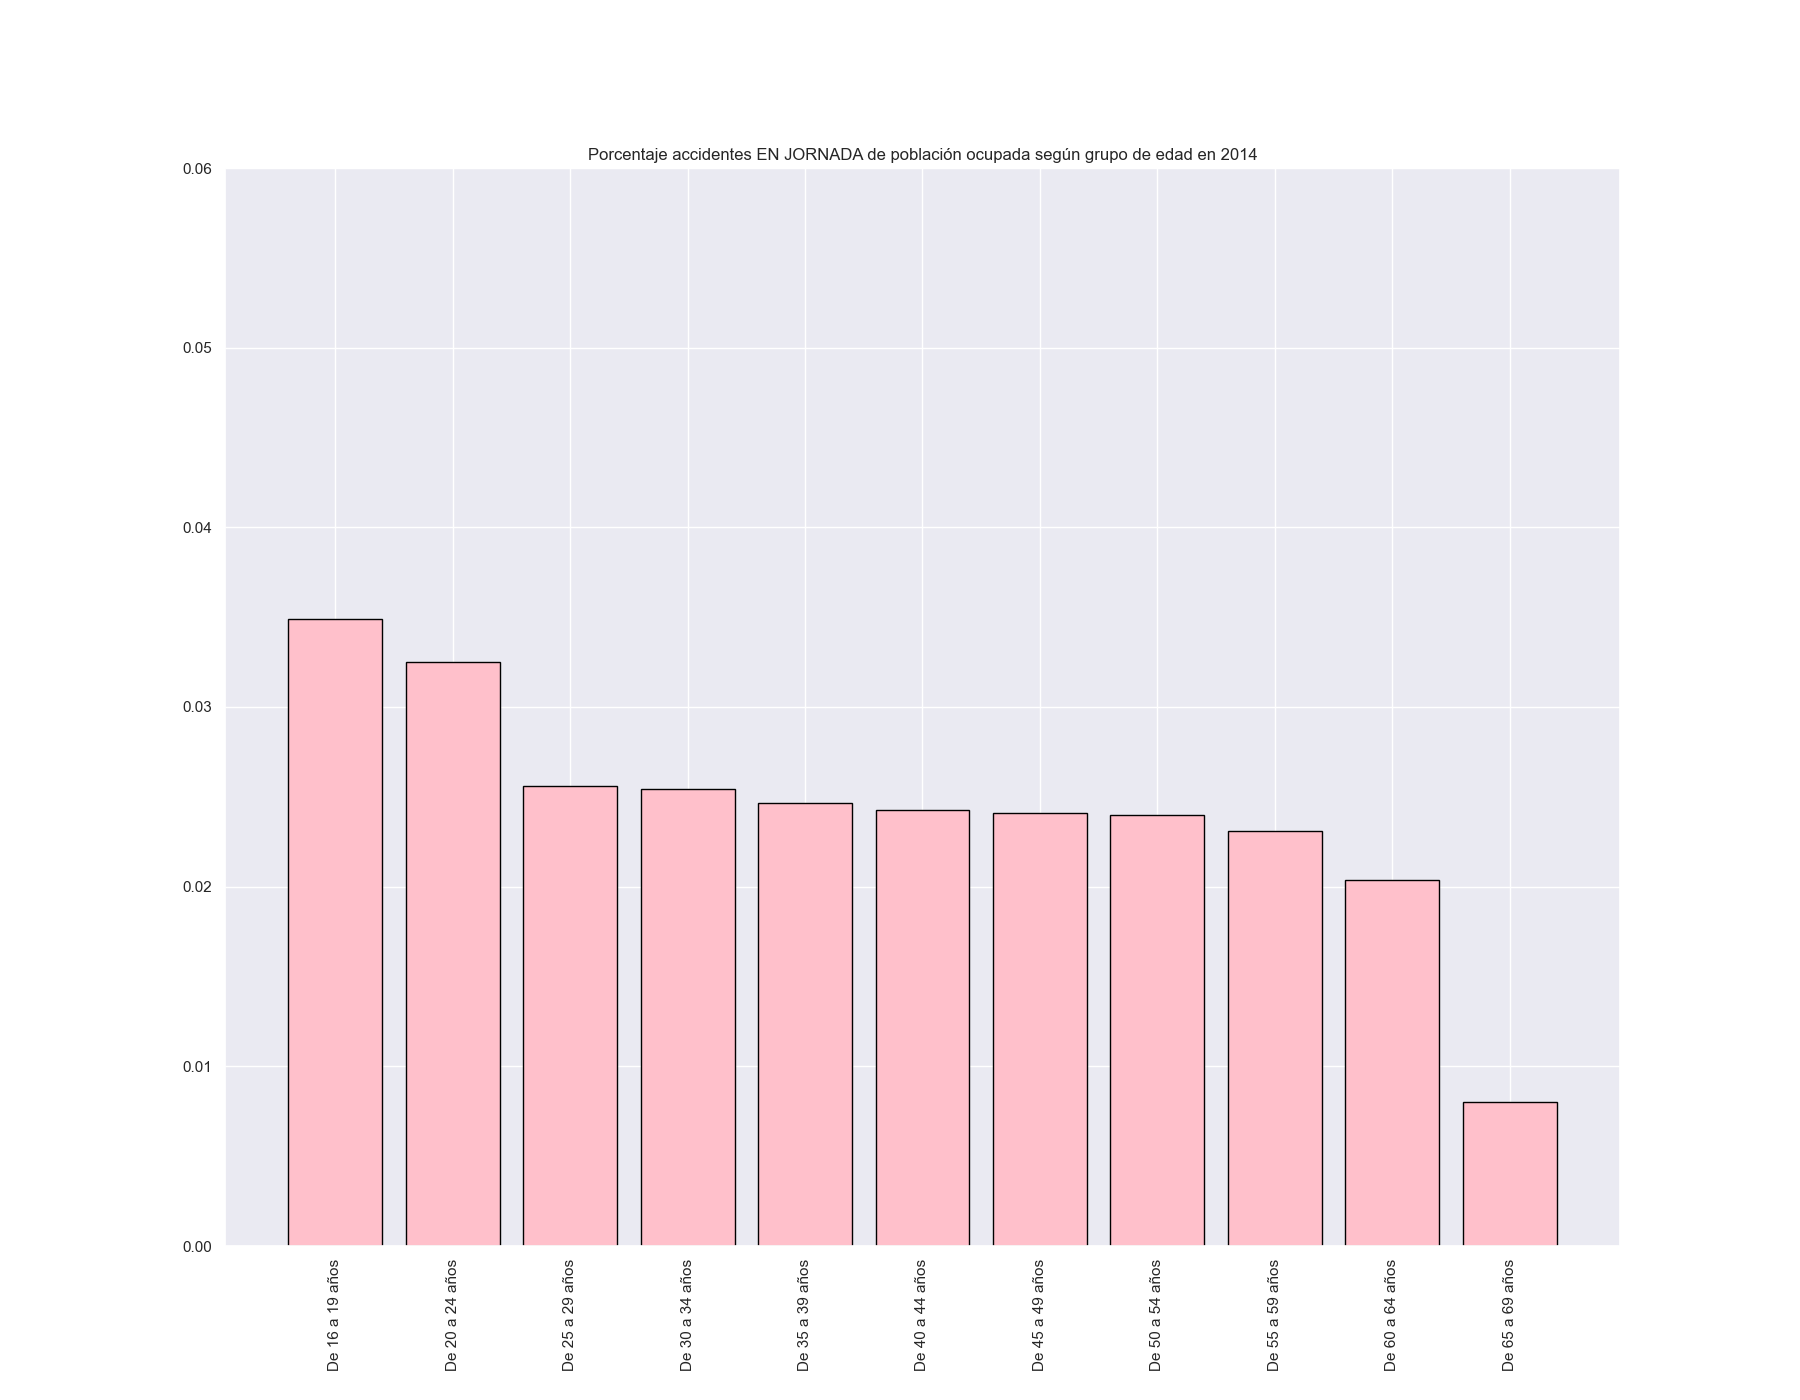 Porcentaje accidentes EN JORNADA de población ocupada según grupo de edad en 2014
0.06
0.05
0.04
0.03
0.02
0.01
0.00
De 16 a 19 años
De 20 a 24 años
De 25 a 29 años
De 30 a 34 años
De 35 a 39 años
De 40 a 44 años
De 45 a 49 años
De 50 a 54 años
De 55 a 59 años
De 60 a 64 años
De 65 a 69 años